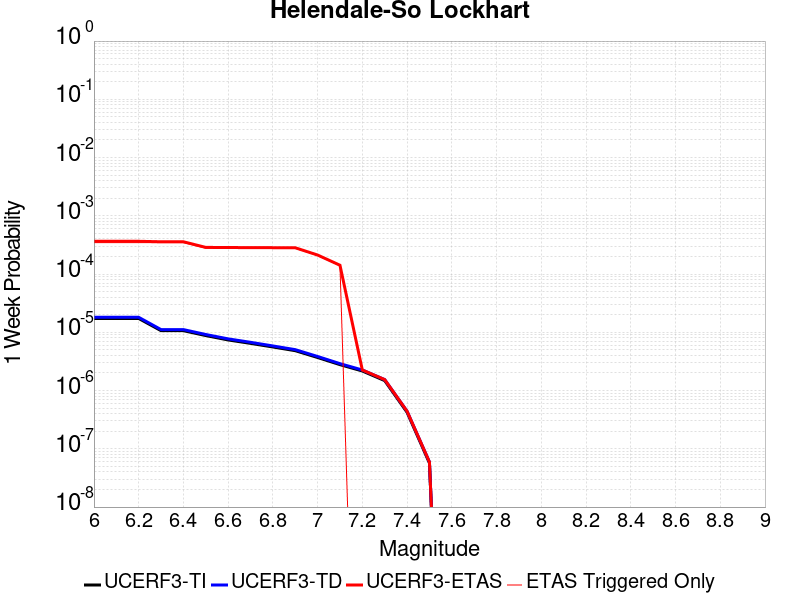 Helendale-So Lockhart
10^0
10^-1
10^-2
10^-3
10^-4
10^-5
10^-6
10^-7
10^-8
1 Week Probability
6 6.2 6.4 6.6 6.8 7 7.2 7.4 7.6 7.8 8 8.2 8.4 8.6 8.8 9
Magnitude
UCERF3-TI UCERF3-TD UCERF3-ETAS ETAS Triggered Only